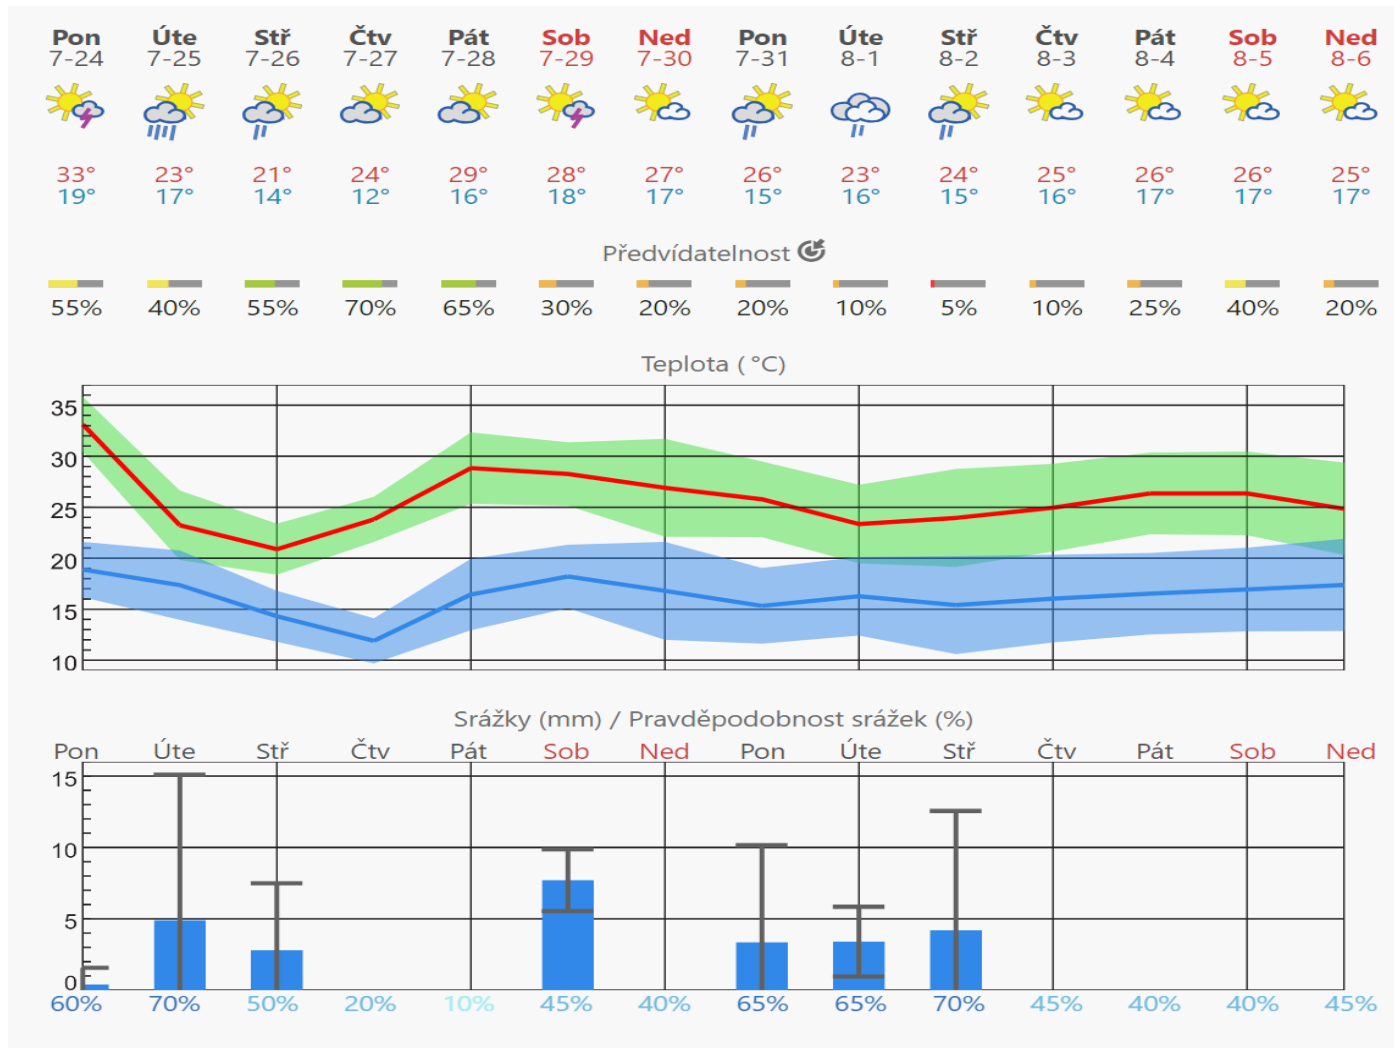 Pon Úte Stř Čtv Pát Sob Ned Pon Úte Stř Čtv Pát Sob Ned
7-24 7-25 7-26 7-27 7-28 7-29 7-30 7-31 8-1 8-2 8-3 8-4 8-5 8-6
33° 23° 21° 24° 29° 28° 27° 26° 23° 24° 25° 26° 26° 25°
19° 17° 14° 12° 16° 18° 17° 15° 16° 15° 16° 17° 17° 17°
Předvídatelnost
55% 40% 55% 70% 65% 30% 20% 20% 10% 5% 10% 25% 40% 20%
Teplota ( °C)
35
30
25
20
15
10
Srážky (mm) / Pravděpodobnost srážek (%)
Pon Úte Stř Čtv Pát Sob Ned Pon Úte Stř Čtv Pát Sob Ned
15
10
5
0
60% 70% 50% 20% 10% 45% 40% 65% 65% 70% 45% 40% 40% 45%